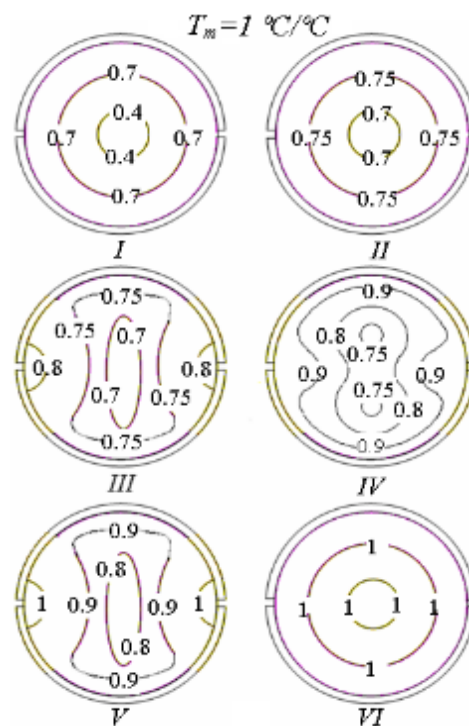 T_m=1 °C/°C
0.7 0.75
0.4 0.7
0.7 0.7 0.75 0.75
0.4 0.7
0.7 0.75
I II
0.75 0.9
0.75 0.7 0.8
0.8 0.8 0.9 0.75 0.9
0.7 0.75 0.75 0.8
0.75 0.9
III IV
0.9 1
0.8
1 0.9 0.9 1 1 1 1 1
0.8
0.9 1
V VI